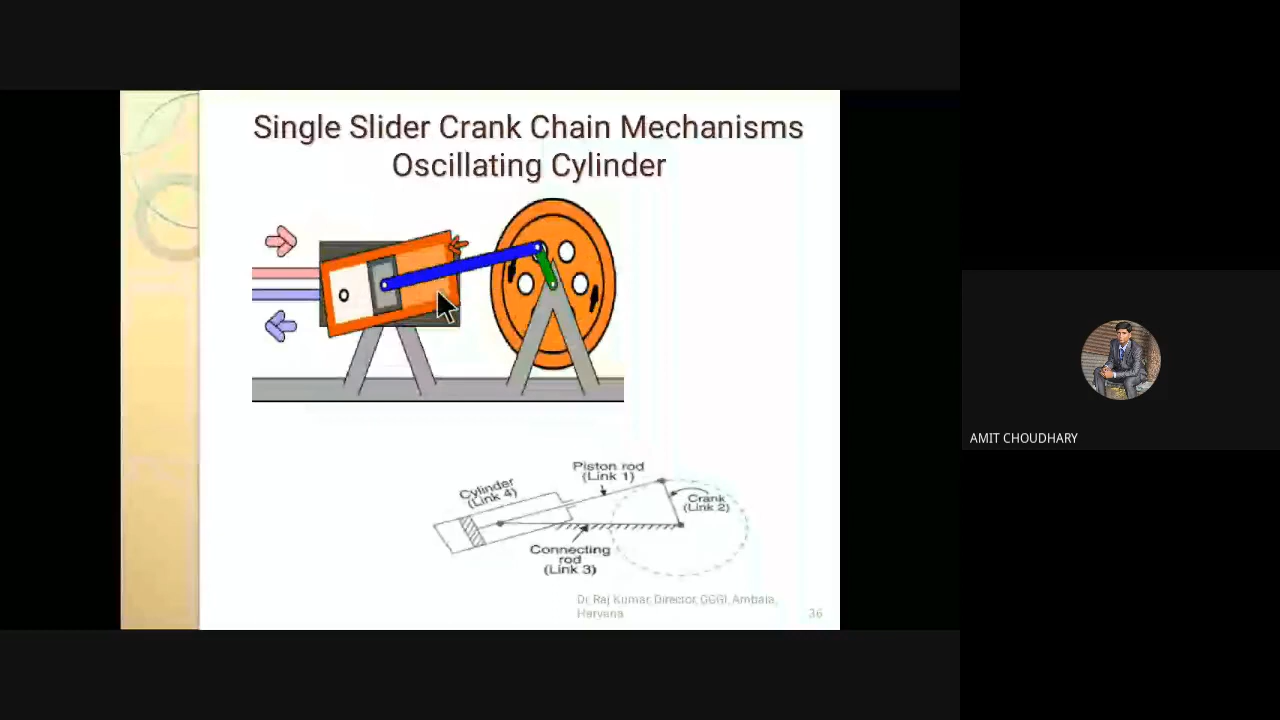 Single Slider Crank Chain Mechanisms
Oscillating Cylinder
Piston rod
(Link 1)
Cylinder
(Link 4)
Crank
(Link 2)
Connecting
rod
(Link 3)
Dr. Raj Kumar, Director, GGGI, Ambala,
Haryana
36
AMIT CHOUDHARY